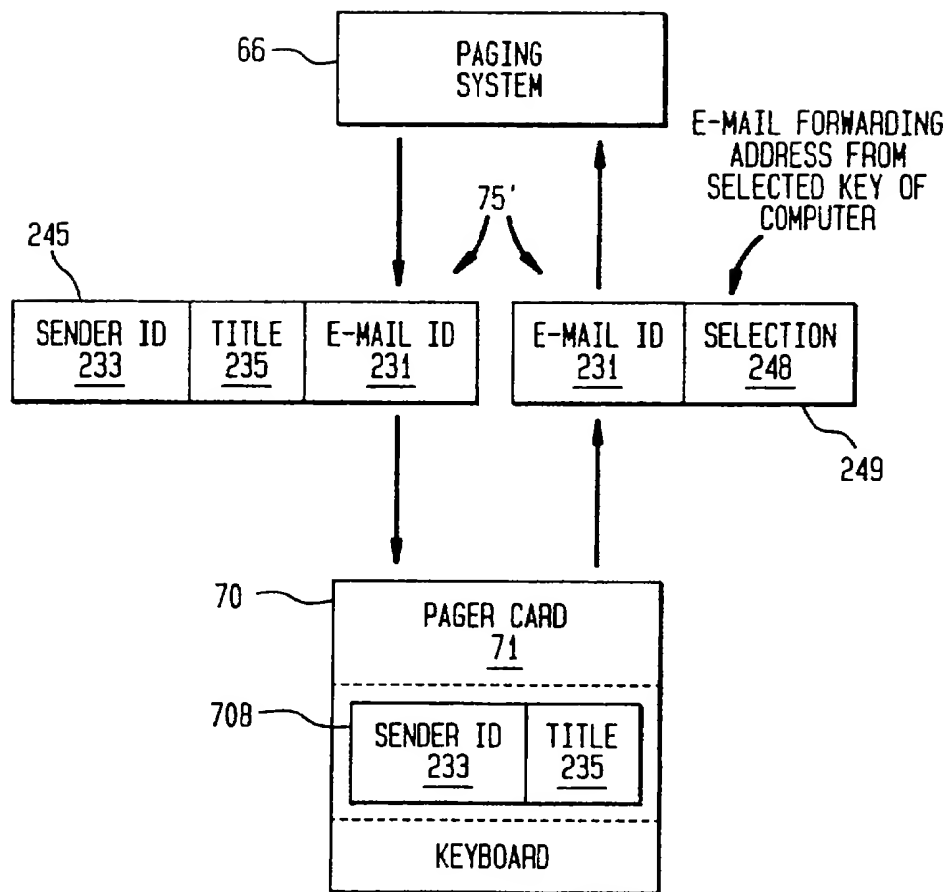 66
PAGING
SYSTEM
E-MAIL FORWARDING
ADDRESS FROM
SELECTED KEY OF
COMPUTER
75'
245
SENDER ID
233
TITLE
235
E-MAIL ID
231
E-MAIL ID
231
SELECTION
248
249
70
PAGER CARD
71
708
SENDER ID
233
TITLE
235
KEYBOARD